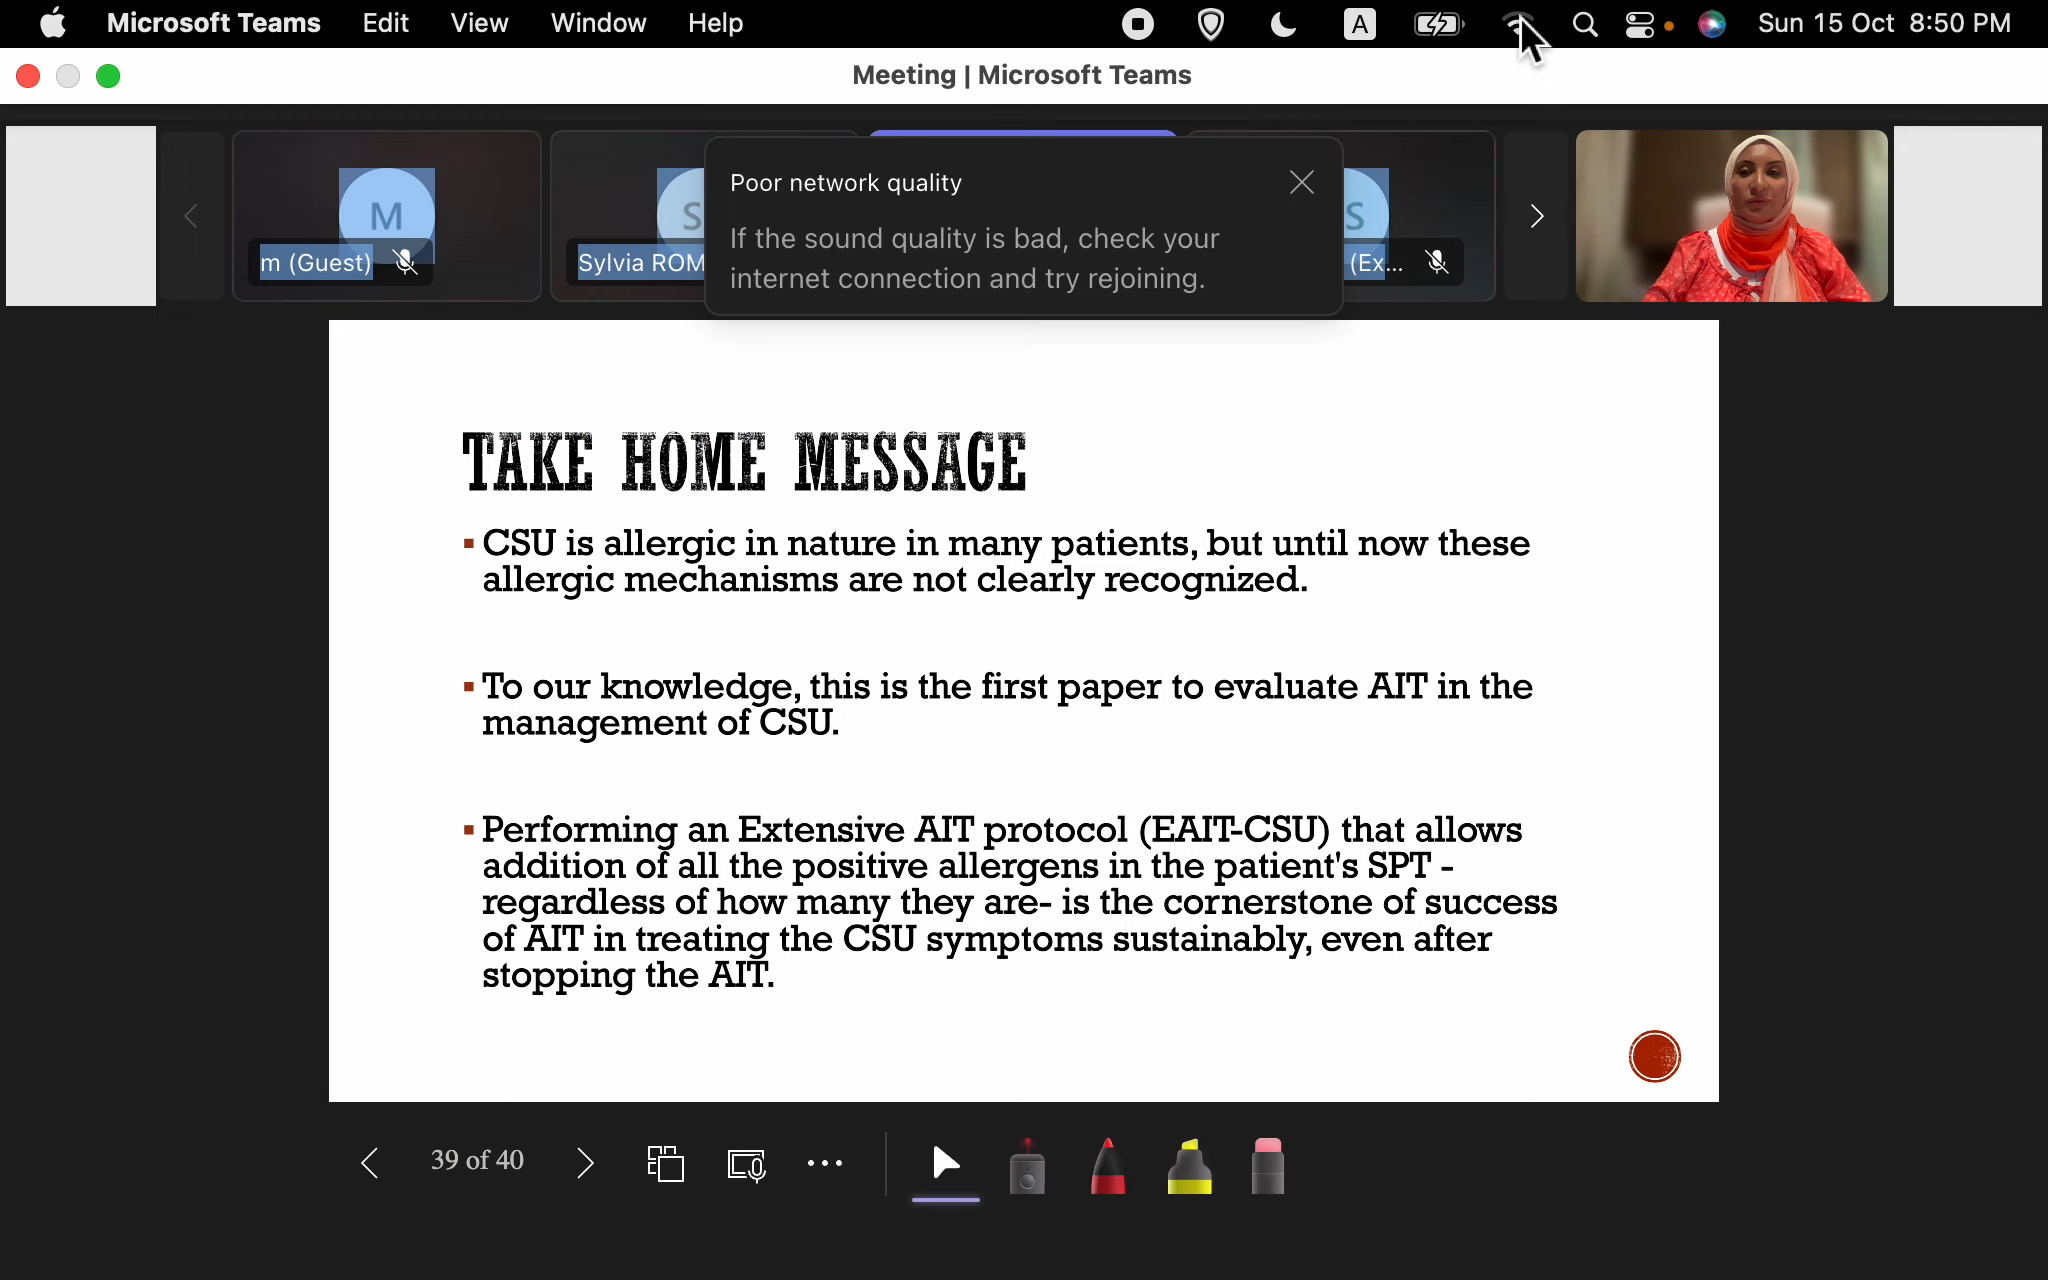 Microsoft Teams Edit View Window Help A Sun 15 Oct 8:50 PM
Meeting | Microsoft Teams
M
m (Guest)
S
Sylvia ROM
Poor network quality
If the sound quality is bad, check your
internet connection and try rejoining.
S
(Ex...
TAKE HOME MESSAGE
▪ CSU is allergic in nature in many patients, but until now these
allergic mechanisms are not clearly recognized.
▪ To our knowledge, this is the first paper to evaluate AIT in the
management of CSU.
▪ Performing an Extensive AIT protocol (EAIT-CSU) that allows
addition of all the positive allergens in the patient's SPT -
regardless of how many they are- is the cornerstone of success
of AIT in treating the CSU symptoms sustainably, even after
stopping the AIT.
39 of 40